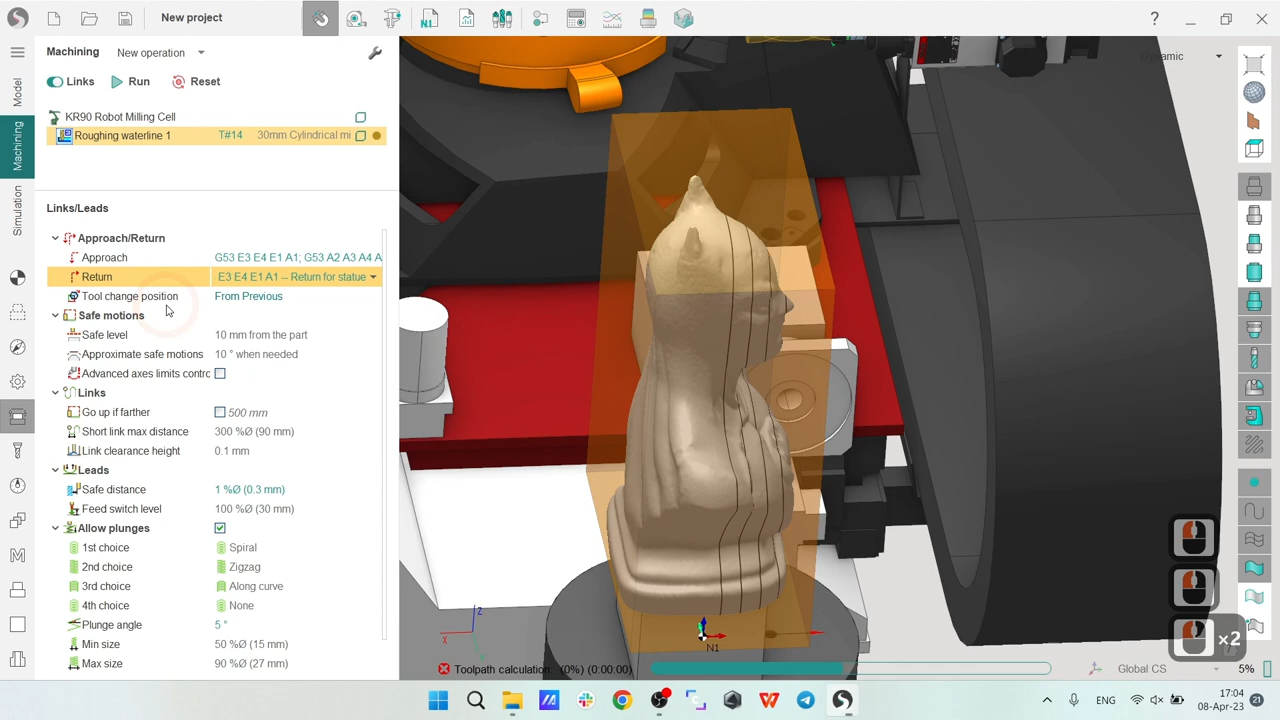 New project
Machining
New operation
Links
Run
Reset
Model
Machining
Simulation
KR90 Robot Milling Cell
Roughing waterline 1 T#14 30mm Cylindrical mi
Links/Leads
Approach/Return
Approach G53 E3 E4 E1 A1; G53 A2 A3 A4 A
Return E3 E4 E1 A1 – Return for statue
Tool change position From Previous
Safe motions
Safe level 10 mm from the part
Approximate safe motions 10 ° when needed
Advanced axes limits contrc
Links
Go up if farther 500 mm
Short link max distance 300 %Ø (90 mm)
Link clearance height 0.1 mm
Leads
Safe distance 1 %Ø (0.3 mm)
Feed switch level 100 %Ø (30 mm)
Allow plunges
1st choice Spiral
2nd choice Zigzag
3rd choice Along curve
4th choice None
Plunge angle 5 °
Min size 50 %Ø (15 mm)
Max size 90 %Ø (27 mm)
Dynamic
Z
X
N1
Toolpath calculation: (0%) (0:00:00)
×2
Global CS
5%
ENG
17:04
08-Apr-23
21